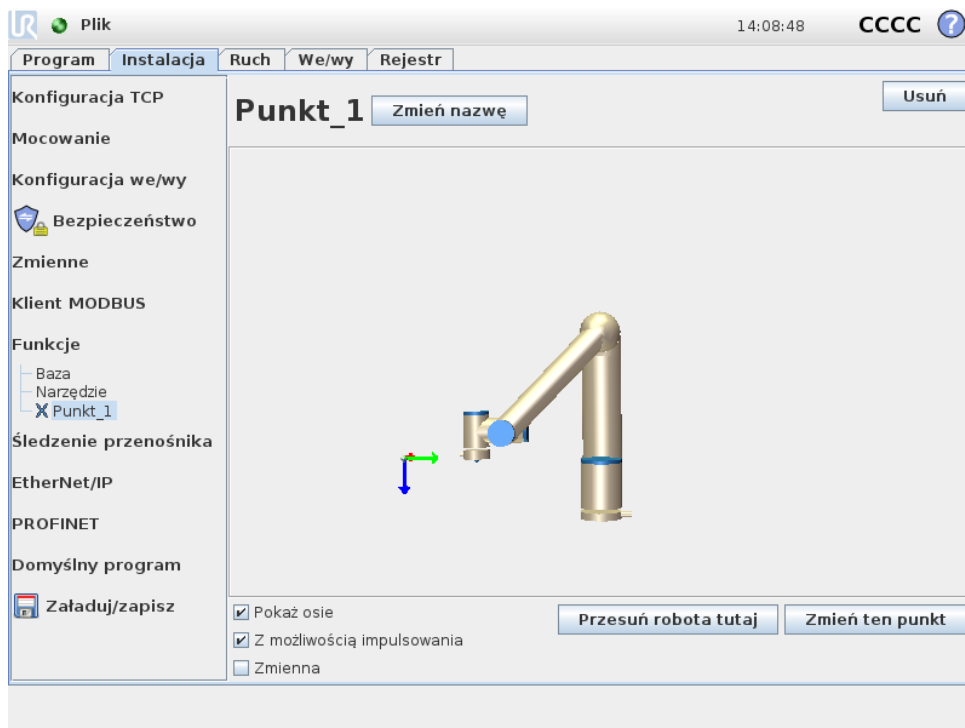 UR Plik 14:08:48 CCCC ?
Program Instalacja Ruch We/wy Rejestr
Konfiguracja TCP
Mocowanie
Konfiguracja we/wy
Bezpieczeństwo
Zmienne
Klient MODBUS
Funkcje
Baza
Narzędzie
Punkt_1
Śledzenie przenośnika
EtherNet/IP
PROFINET
Domyślny program
Załaduj/zapisz
Punkt_1 Zmień nazwę Usuń
Pokaż osie
Z możliwością impulsowania
Zmienna
Przesuń robota tutaj Zmień ten punkt